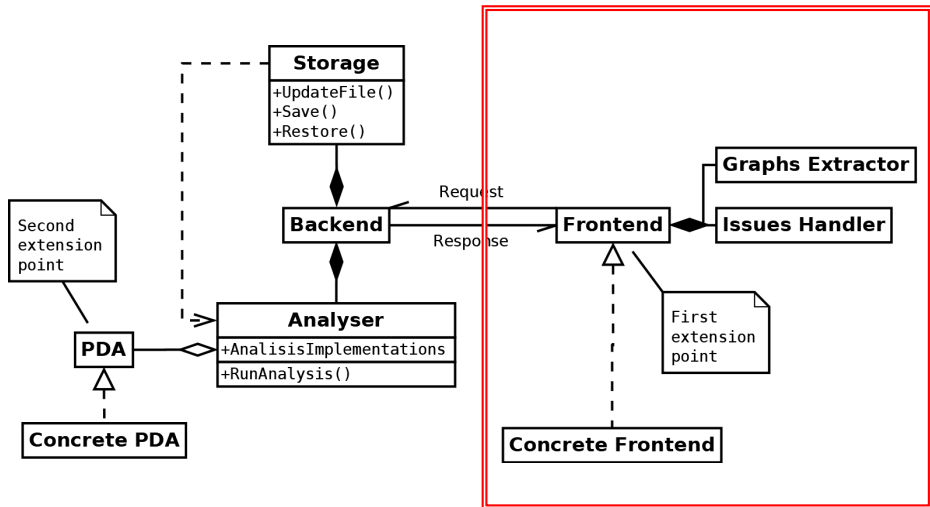 Storage
+UpdateFile()
+Save()
+Restore()
Graphs Extractor
Request
Second
extension
point
Backend
Frontend
Issues Handler
Response
Analyser
+AnalisisImplementations
+RunAnalysis()
First
extension
point
PDA
Concrete PDA
Concrete Frontend